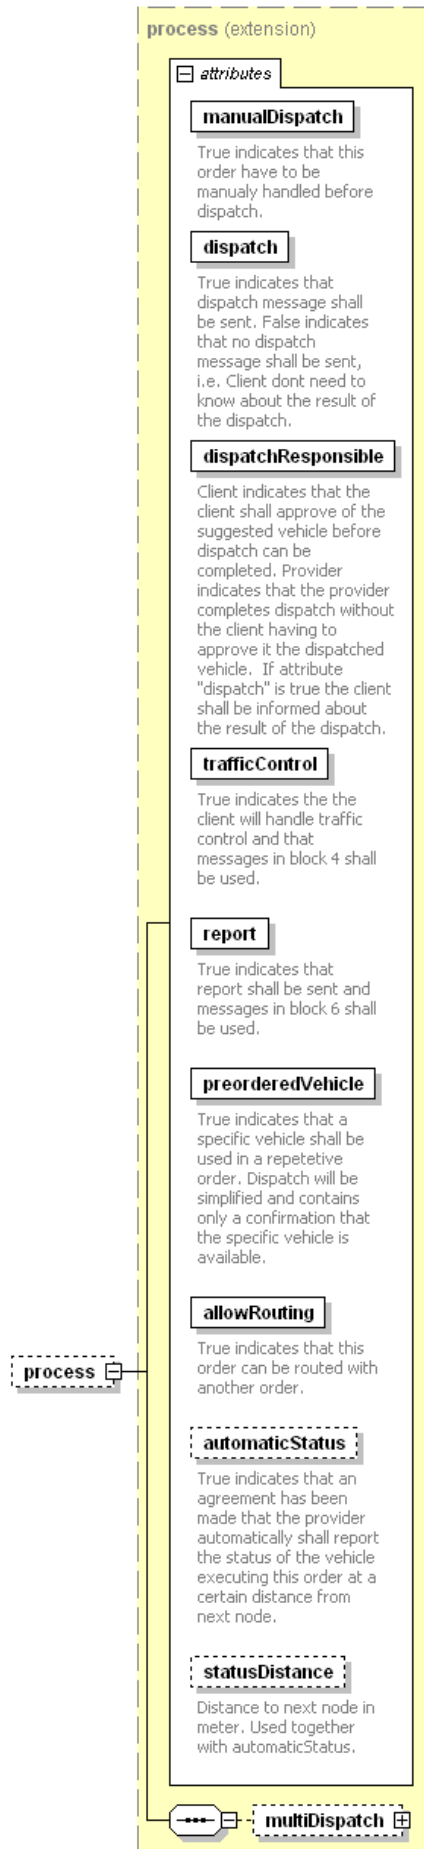 process (extension)
attributes
manualDispatch
True indicates that this
order have to be
manualy handled before
dispatch.
dispatch
True indicates that
dispatch message shall
be sent. False indicates
that no dispatch
message shall be sent,
i.e. Client dont need to
know about the result of
the dispatch.
dispatchResponsible
Client indicates that the
client shall approve of the
suggested vehicle before
dispatch can be
completed. Provider
indicates that the provider
completes dispatch without
the client having to
approve it the dispatched
vehicle.  If attribute
"dispatch" is true the client
shall be informed about
the result of the dispatch.
trafficControl
True indicates the the
client will handle traffic
control and that
messages in block 4 shall
be used.
report
True indicates that
report shall be sent and
messages in block 6 shall
be used.
preorderedVehicle
True indicates that a
specific vehicle shall be
used in a repetetive
order. Dispatch will be
simplified and contains
only a confirmation that
the specific vehicle is
available.
allowRouting
True indicates that this
order can be routed with
another order.
process
automaticStatus
True indicates that an
agreement has been
made that the provider
automatically shall report
the status of the vehicle
executing this order at a
certain distance from
next node.
statusDistance
Distance to next node in
meter. Used together
with automaticStatus.
multiDispatch